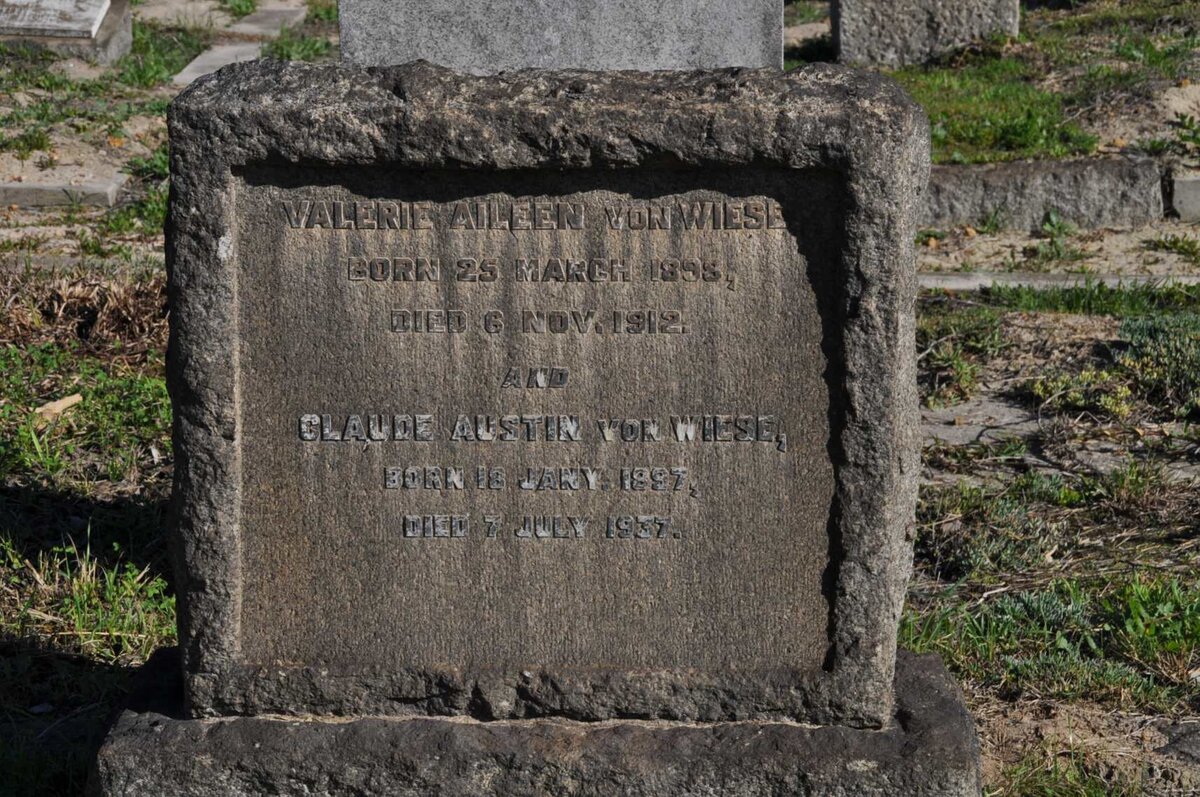 VALERIE AILEEN VON WIESE
BORN 25 MARCH 1898,
DIED 6 NOV. 1912.
AND
CLAUDE AUSTIN VON WIESE,
BORN 18 JANY. 1897,
DIED 7 JULY 1937.